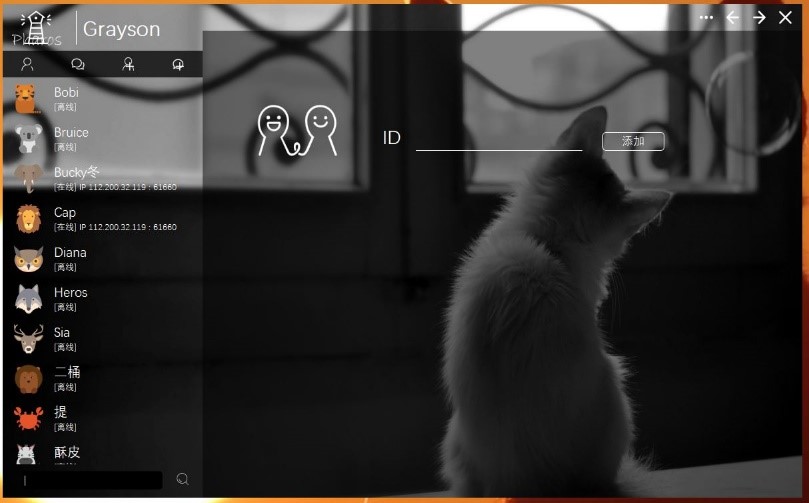 Pharos
Grayson
Bobi
[离线]
Bruice
[离线]
Bucky冬
[在线] IP 112.200.32.119 : 61660
Cap
[在线] IP 112.200.32.119 : 61660
Diana
[离线]
Heros
[离线]
Sia
[离线]
二桶
[离线]
提
[离线]
酥皮
ID
添加